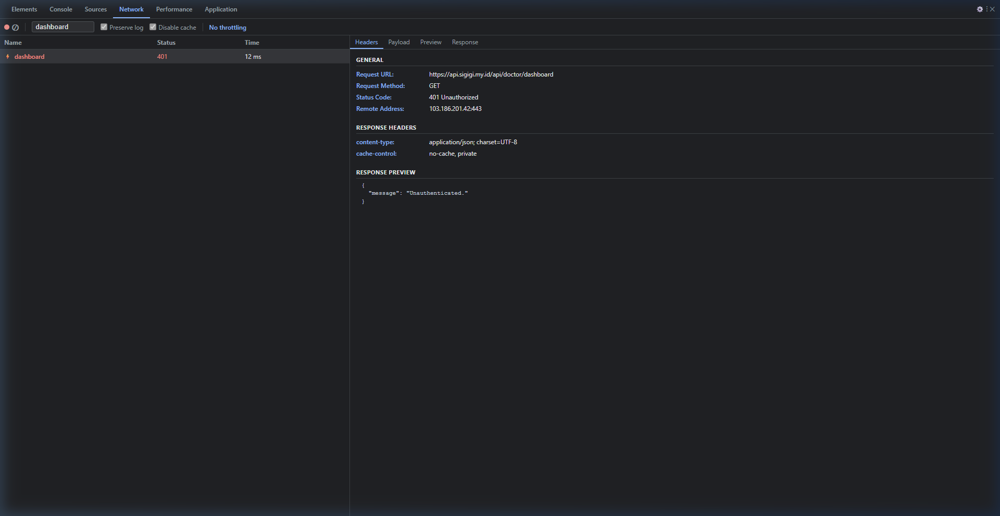 Elements Console Sources Network Performance Application
dashboard Preserve log Disable cache No throttling
Name Status Time
dashboard 401 12 ms
Headers Payload Preview Response
GENERAL
Request URL: https://api.sigigi.my.id/api/doctor/dashboard
Request Method: GET
Status Code: 401 Unauthorized
Remote Address: 103.186.201.42:443
RESPONSE HEADERS
content-type: application/json; charset=UTF-8
cache-control: no-cache, private
RESPONSE PREVIEW
{
"message": "Unauthenticated."
}